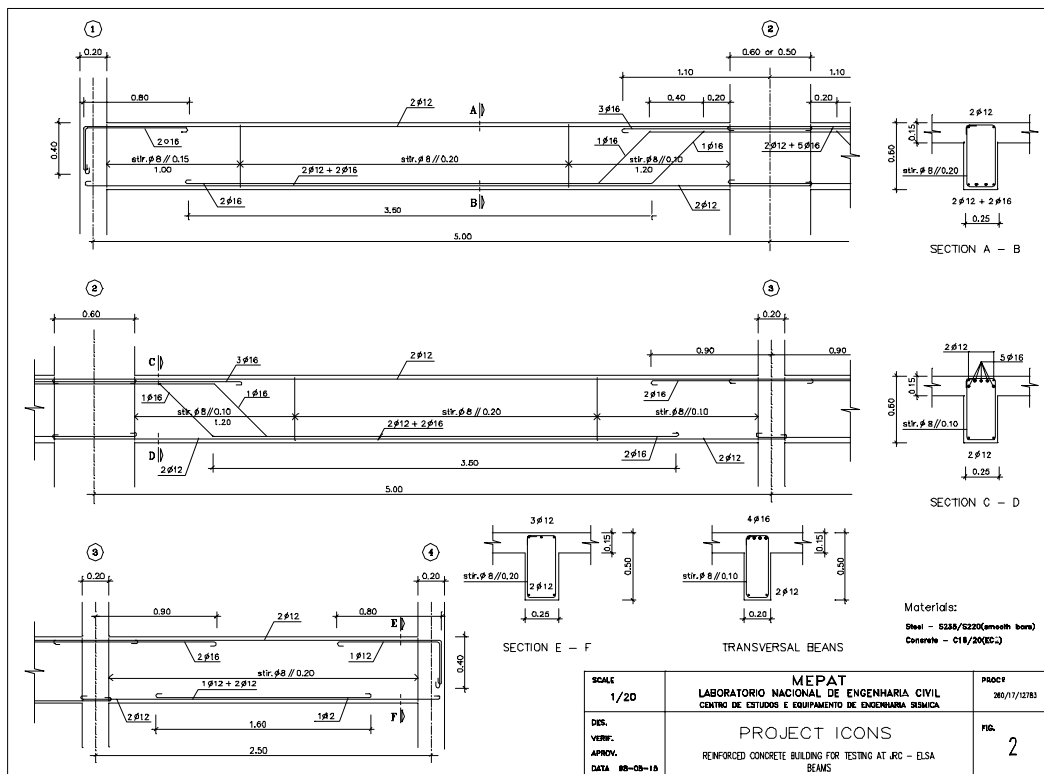 1
2
0.20
0.60 or 0.50
1.10
1.10
0.80
2ø12
A
0.40
0.20
0.20
3ø16
2ø16
1ø16
1ø16
2ø12 + 5ø16
0.40
stir.ø8//0.15
1.00
stir.ø8//0.20
stir.ø8//0.10
1.20
2ø12 + 2ø16
2ø16
B
2ø12
3.50
5.00
2ø12
0.15
0.60
stir.ø8//0.20
2ø12 + 2ø16
0.25
SECTION A - B
2
3
0.60
0.20
C
3ø16
2ø12
0.90
0.90
1ø16
1ø16
2ø16
stir.ø8//0.10
1.20
stir.ø8//0.20
stir.ø8//0.10
2ø12 + 2ø16
D
2ø12
2ø16
2ø12
3.50
5.00
2ø12
5ø16
0.15
0.60
stir.ø8//0.10
2ø12
0.25
SECTION C - D
3
4
0.20
0.20
0.90
0.80
2ø12
E
2ø16
1ø12
0.40
stir.ø8//0.20
1ø12 + 2ø12
2ø12
1ø2
F
1.60
2.50
3ø12
0.15
0.50
stir.ø8//0.20
2ø12
0.25
SECTION E - F
4ø16
0.15
0.50
stir.ø8//0.10
2ø12
0.20
TRANSVERSAL BEANS
Materials:
Steel - S235/S220(smooth bars)
Concrete - C16/20(EC2)
SCALE
1/20
MEPAT
LABORATORIO NACIONAL DE ENGENHARIA CIVIL
CENTRO DE ESTUDOS E EQUIPAMENTO DE ENGENHARIA SISMICA
PROCº
280/17/12783
DES.
VERIF.
APROV.
DATA
PROJECT ICONS
REINFORCED CONCRETE BUILDING FOR TESTING AT JRC - ELSA
BEAMS
FIG.
2